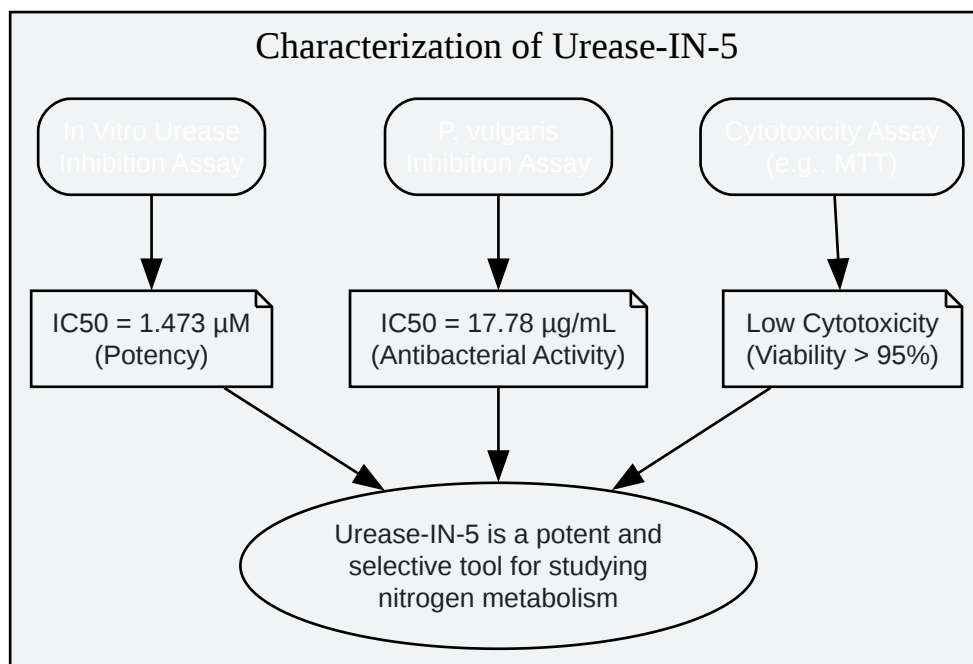 Characterization of Urease-IN-5
In Vitro Urease
Inhibition Assay
P. vulgaris
Inhibition Assay
Cytotoxicity Assay
(e.g., MTT)
IC50 = 1.473 µM
(Potency)
IC50 = 17.78 µg/mL
(Antibacterial Activity)
Low Cytotoxicity
(Viability > 95%)
Urease-IN-5 is a potent and
selective tool for studying
nitrogen metabolism